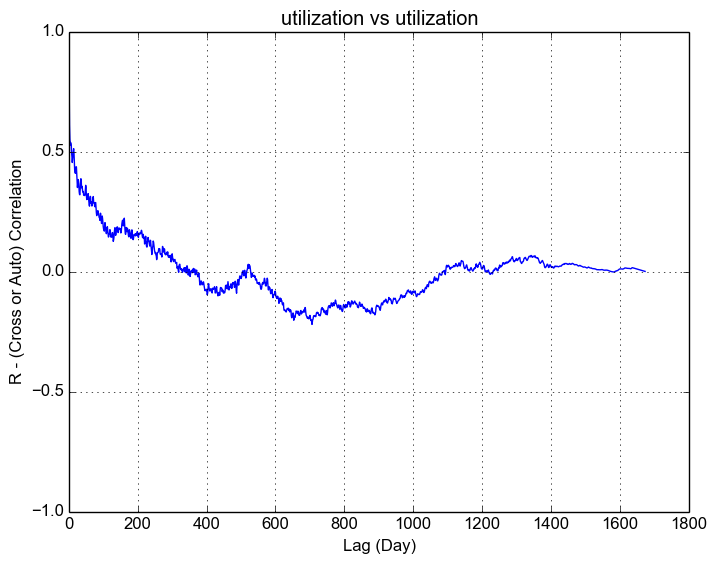 utilization vs utilization
1.0
0.5
0.0
−0.5
−1.0
R - (Cross or Auto) Correlation
0 200 400 600 800 1000 1200 1400 1600 1800
Lag (Day)